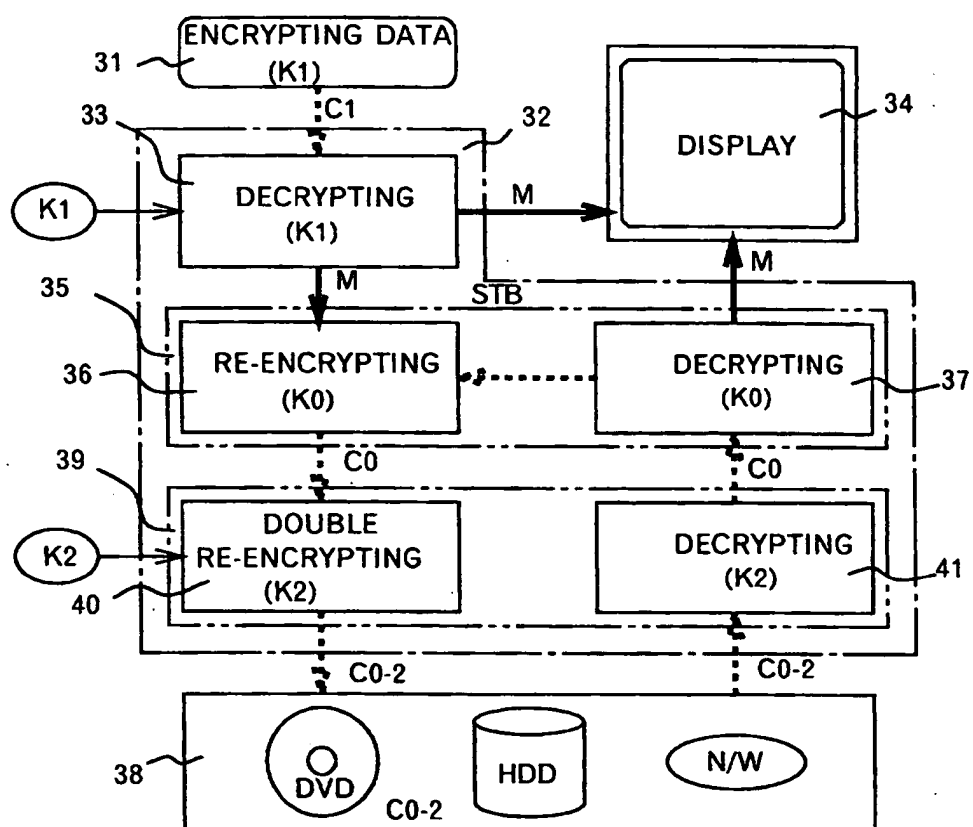 ENCRYPTING DATA
(K1)
31
C1
33
32
34
DISPLAY
K1
DECRYPTING
(K1)
M
M
M
35
STB
36
RE-ENCRYPTING
(K0)
DECRYPTING
(K0)
37
C0
C0
39
K2
DOUBLE
RE-ENCRYPTING
(K2)
40
DECRYPTING
(K2)
41
C0-2
C0-2
38
DVD
HDD
N/W
C0-2